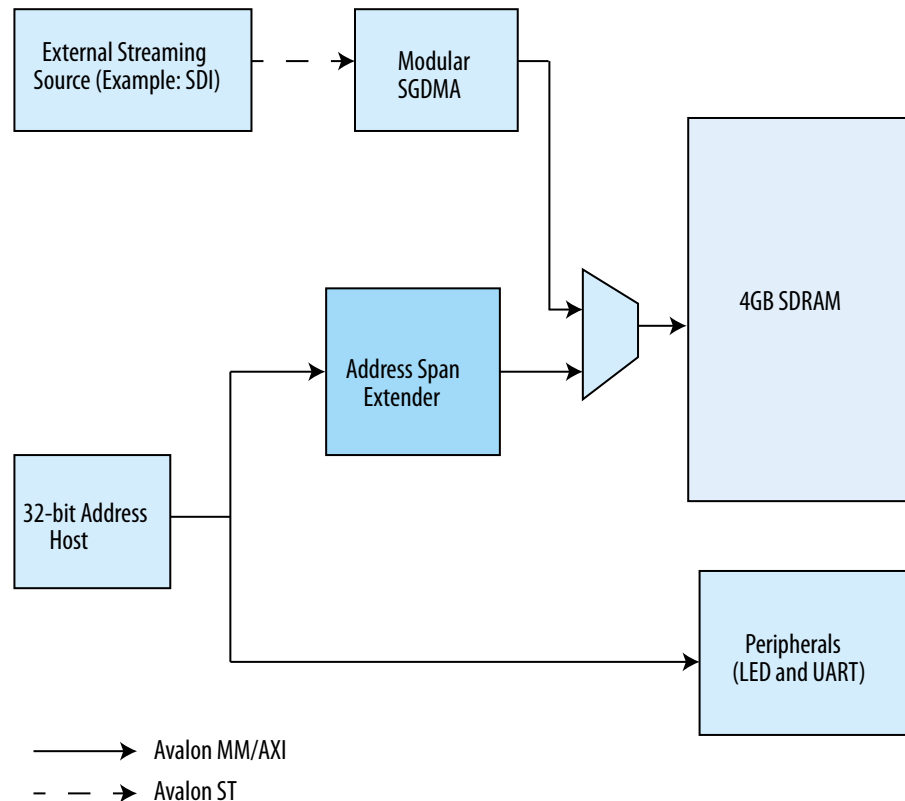 External Streaming
Source (Example: SDI)
Modular
SGDMA
4GB SDRAM
Address Span
Extender
32-bit Address
Host
Peripherals
(LED and UART)
Avalon MM/AXI
Avalon ST